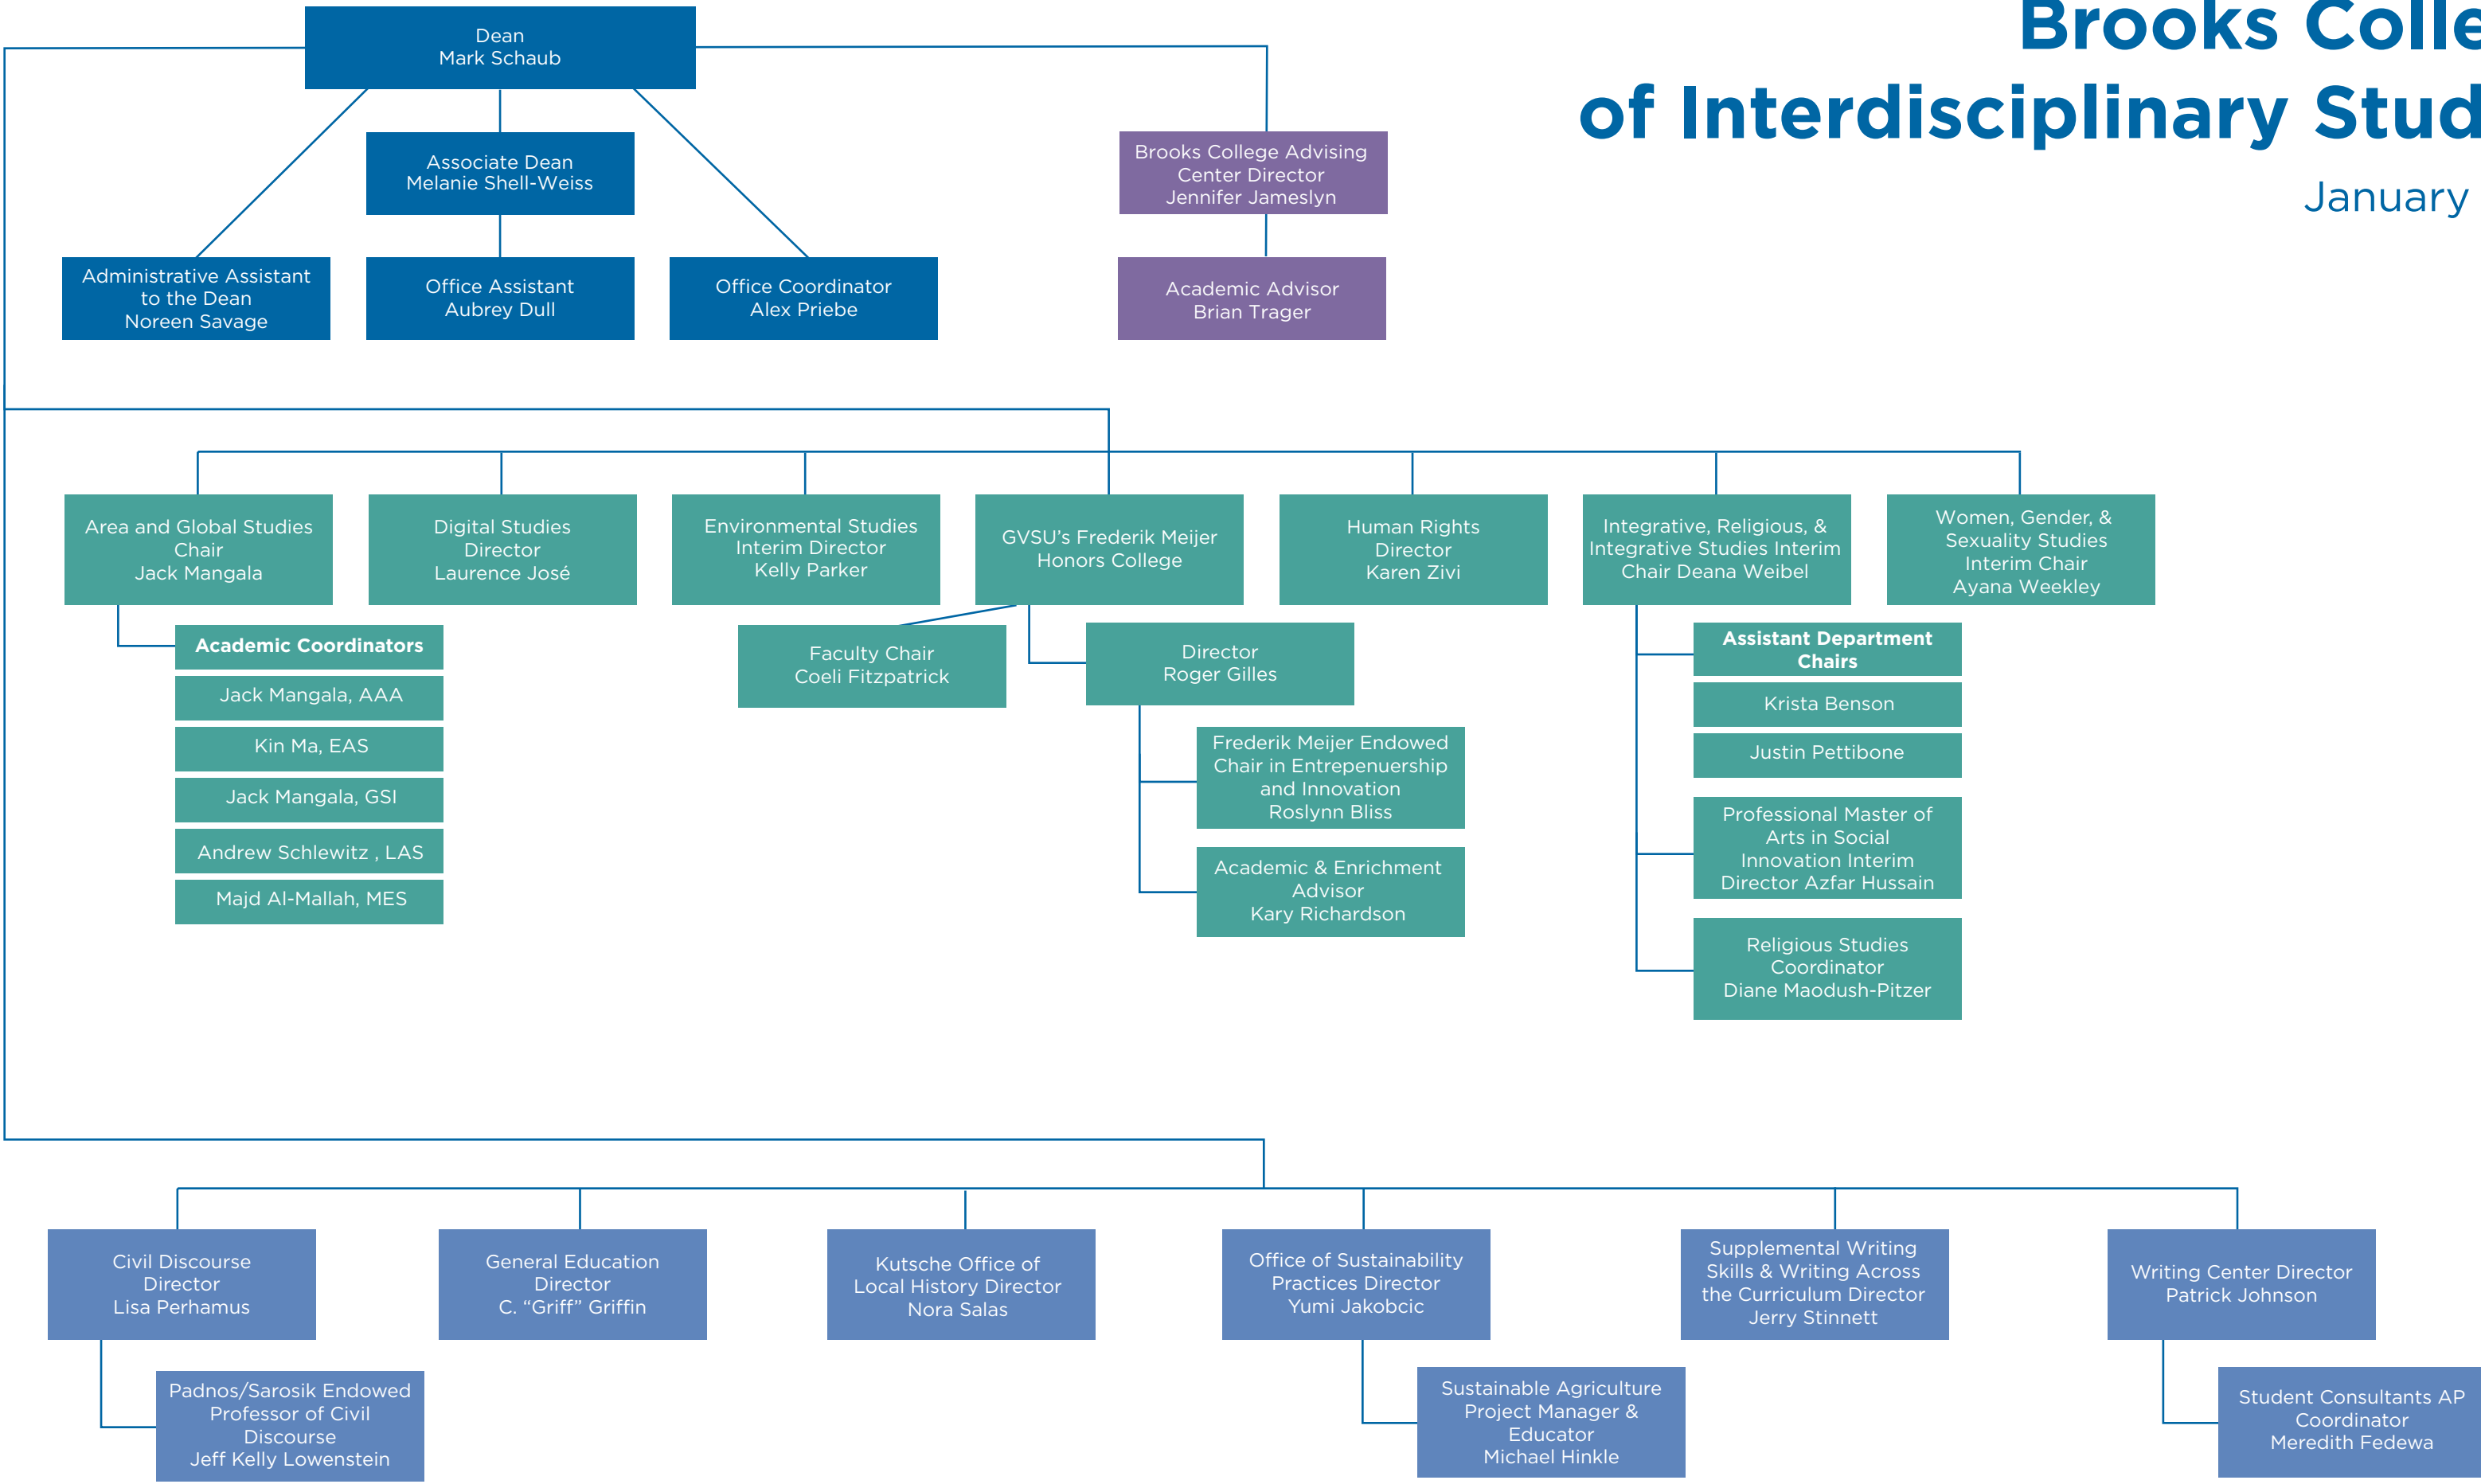 Brooks Colle
of Interdisciplinary Stud
January
Dean
Mark Schaub
Associate Dean
Melanie Shell-Weiss
Brooks College Advising
Center Director
Jennifer Jameslyn
Administrative Assistant
to the Dean
Noreen Savage
Office Assistant
Aubrey Dull
Office Coordinator
Alex Priebe
Academic Advisor
Brian Trager
Area and Global Studies
Chair
Jack Mangala
Digital Studies
Director
Laurence José
Environmental Studies
Interim Director
Kelly Parker
GVSU's Frederik Meijer
Honors College
Human Rights
Director
Karen Zivi
Integrative, Religious, &
Integrative Studies Interim
Chair Deana Weibel
Women, Gender, &
Sexuality Studies
Interim Chair
Ayana Weekley
Academic Coordinators
Jack Mangala, AAA
Kin Ma, EAS
Jack Mangala, GSI
Andrew Schlewitz , LAS
Majd Al-Mallah, MES
Faculty Chair
Coeli Fitzpatrick
Director
Roger Gilles
Frederik Meijer Endowed
Chair in Entrepenuership
and Innovation
Roslynn Bliss
Academic & Enrichment
Advisor
Kary Richardson
Assistant Department
Chairs
Krista Benson
Justin Pettibone
Professional Master of
Arts in Social
Innovation Interim
Director Azfar Hussain
Religious Studies
Coordinator
Diane Maodush-Pitzer
Civil Discourse
Director
Lisa Perhamus
General Education
Director
C. “Griff” Griffin
Kutsche Office of
Local History Director
Nora Salas
Office of Sustainability
Practices Director
Yumi Jakobcic
Supplemental Writing
Skills & Writing Across
the Curriculum Director
Jerry Stinnett
Writing Center Director
Patrick Johnson
Padnos/Sarosik Endowed
Professor of Civil
Discourse
Jeff Kelly Lowenstein
Sustainable Agriculture
Project Manager &
Educator
Michael Hinkle
Student Consultants AP
Coordinator
Meredith Fedewa